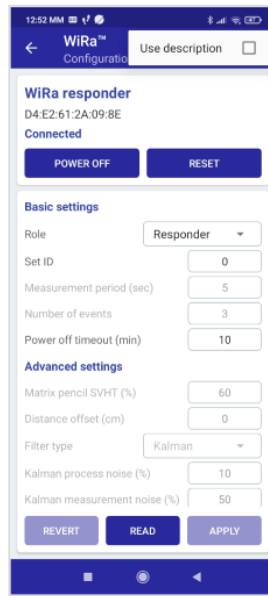 12:52 MM
WiRa™
Configuratio
Use description
WiRa responder
D4:E2:61:2A:09:8E
Connected
POWER OFF RESET
Basic settings
Role Responder
Set ID 0
Measurement period (sec) 5
Number of events 3
Power off timeout (min) 10
Advanced settings
Matrix pencil SVHT (%) 60
Distance offset (cm) 0
Filter type Kalman
Kalman process noise (%) 10
Kalman measurement noise (%) 50
REVERT READ APPLY